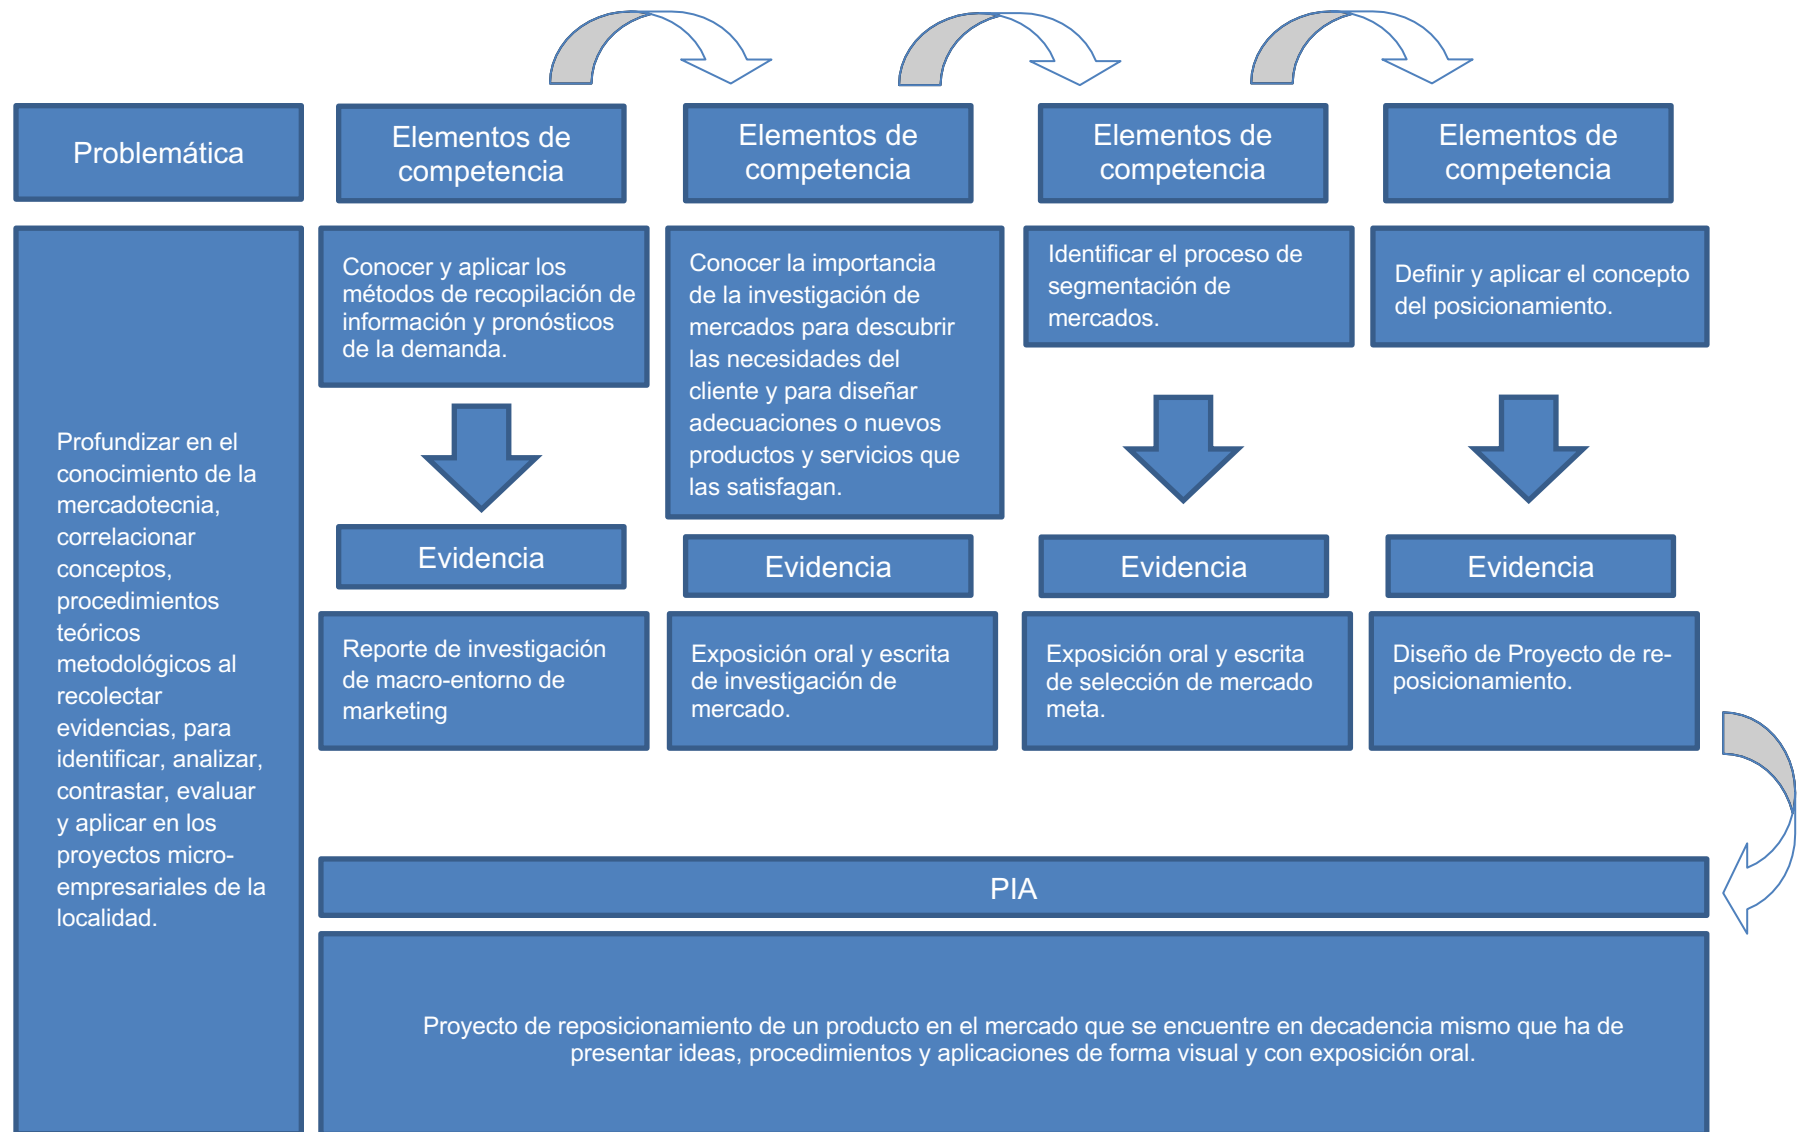 Problemática
Elementos de
competencia
Elementos de
competencia
Elementos de
competencia
Elementos de
competencia
Profundizar en el
conocimiento de la
mercadotecnia,
correlacionar
conceptos,
procedimientos
teóricos
metodológicos al
recolectar
evidencias, para
identificar, analizar,
contrastar, evaluar
y aplicar en los
proyectos micro-
empresariales de la
localidad.
Conocer y aplicar los
métodos de recopilación de
información y pronósticos
de la demanda.
Conocer la importancia
de la investigación de
mercados para descubrir
las necesidades del
cliente y para diseñar
adecuaciones o nuevos
productos y servicios que
las satisfagan.
Identificar el proceso de
segmentación de
mercados.
Definir y aplicar el concepto
del posicionamiento.
Evidencia
Evidencia
Evidencia
Evidencia
Reporte de investigación
de macro-entorno de
marketing
Exposición oral y escrita
de investigación de
mercado.
Exposición oral y escrita
de selección de mercado
meta.
Diseño de Proyecto de re-
posicionamiento.
PIA
Proyecto de reposicionamiento de un producto en el mercado que se encuentre en decadencia mismo que ha de
presentar ideas, procedimientos y aplicaciones de forma visual y con exposición oral.